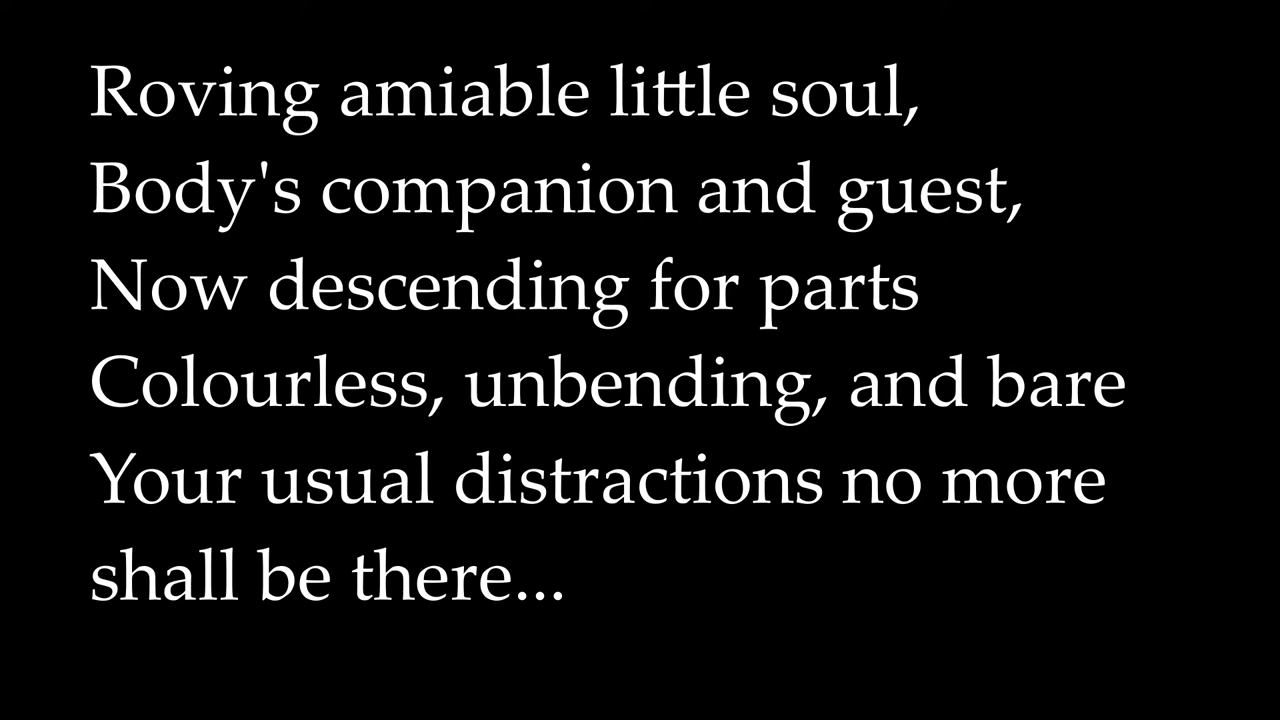 Roving amiable little soul,
Body's companion and guest,
Now descending for parts
Colourless, unbending, and bare
Your usual distractions no more
shall be there...